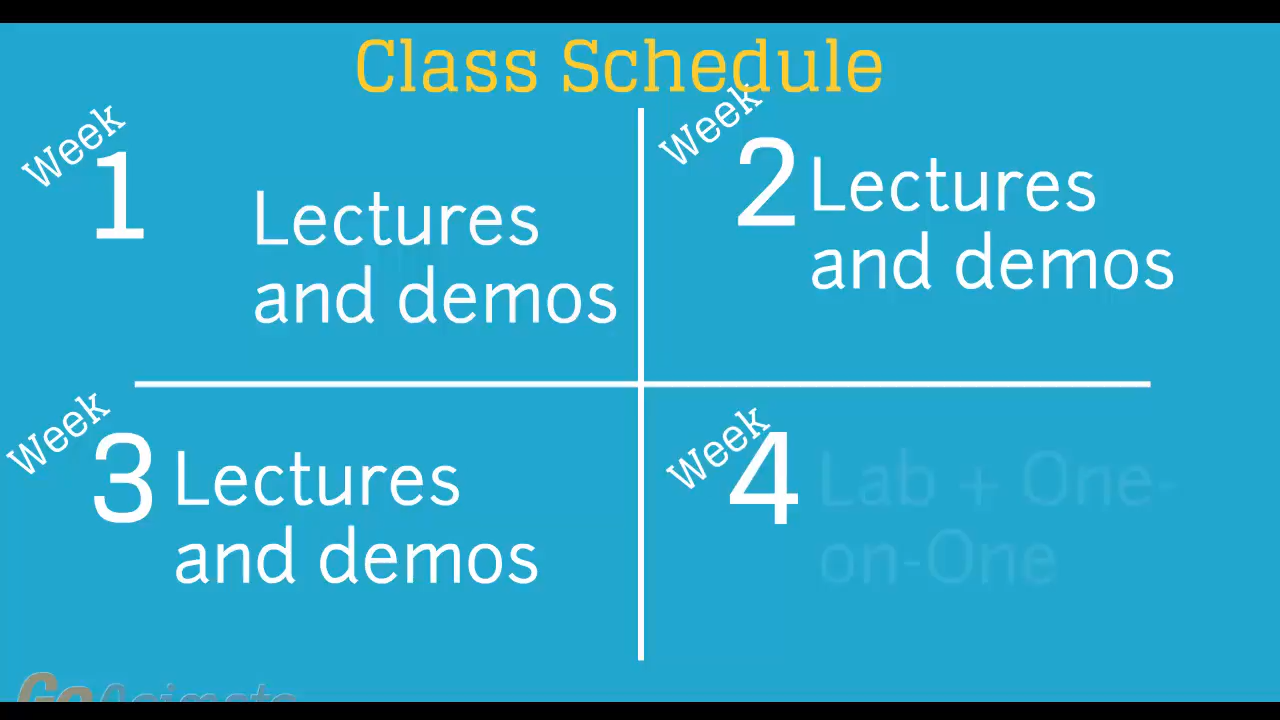 Class Schedule
Week
1
Lectures
and demos
Week
2
Lectures
and demos
Week
3
Lectures
and demos
Week
4
Lab + One-
on-One
GoAnimate